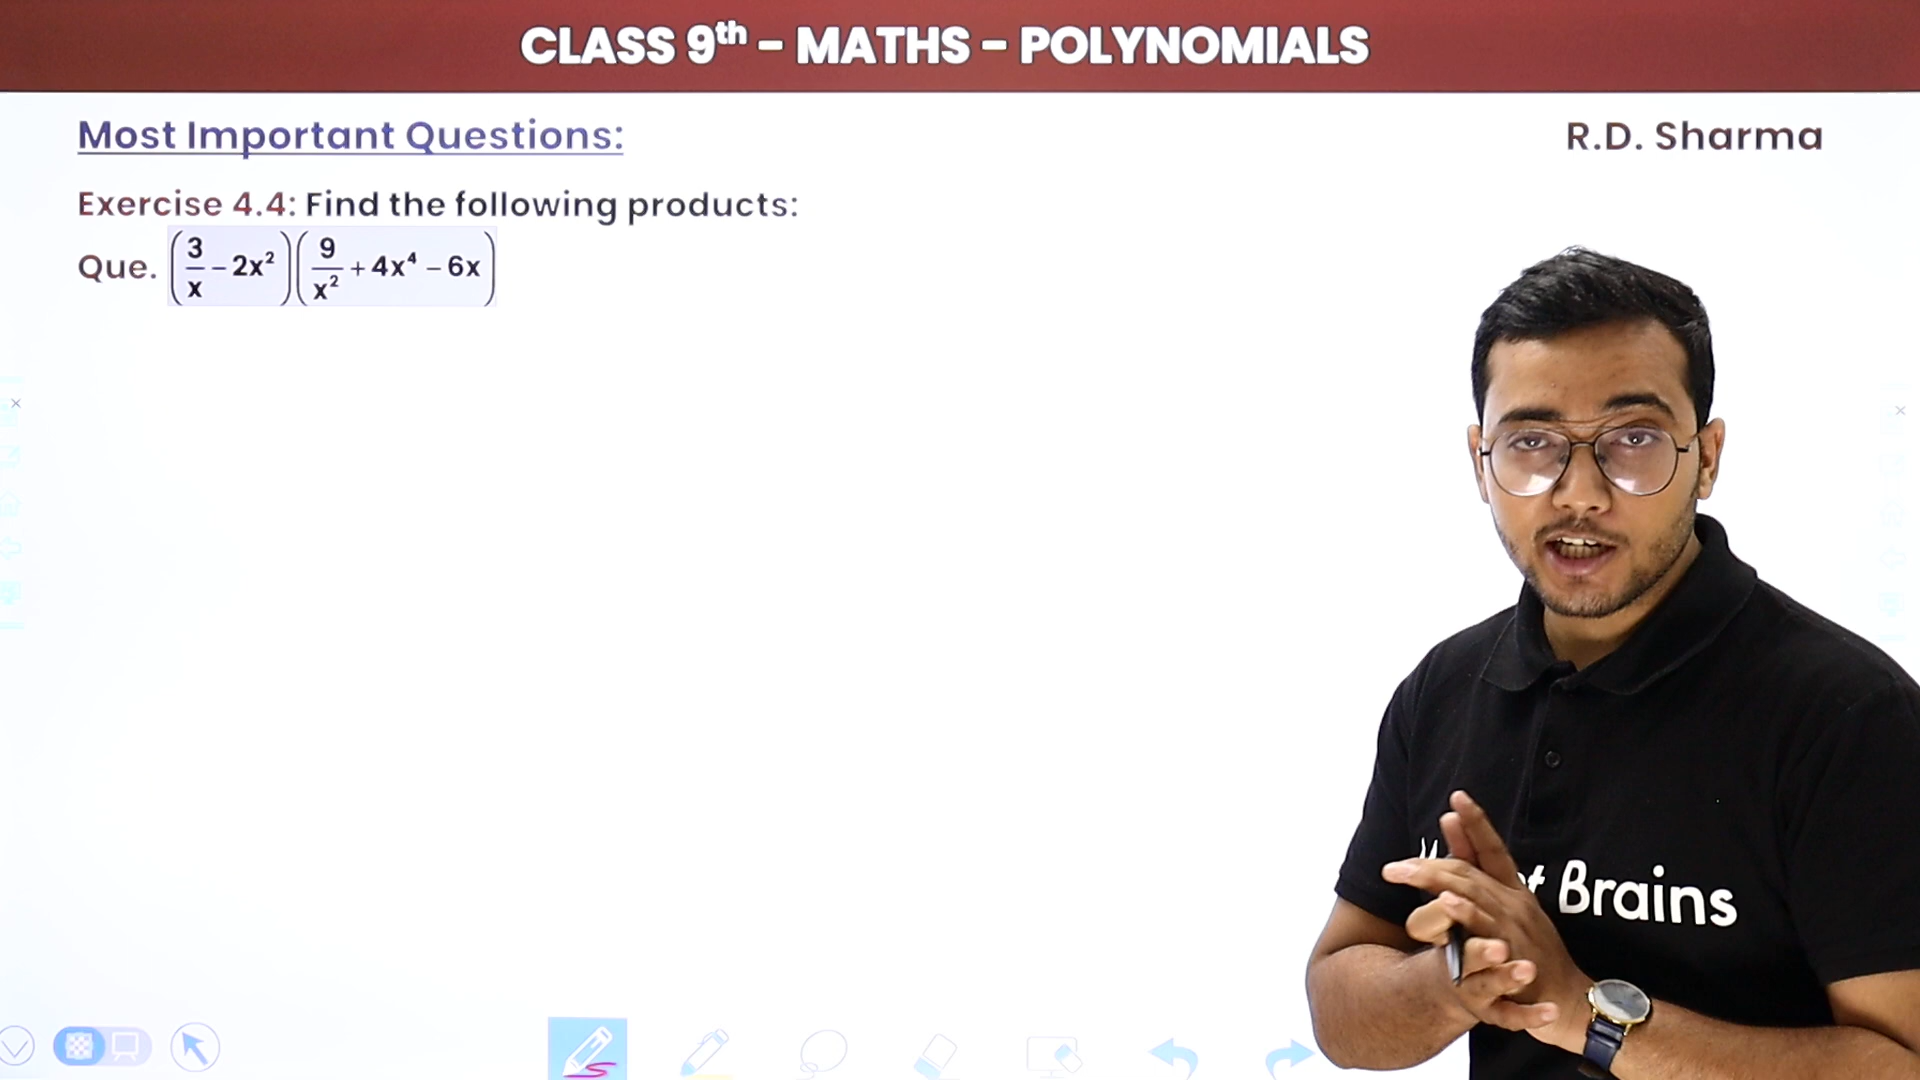 CLASS 9th – MATHS – POLYNOMIALS
Most Important Questions:
R.D. Sharma
Exercise 4.4: Find the following products:
Que. (3/x − 2x²)(9/x² + 4x⁴ − 6x)
Brains